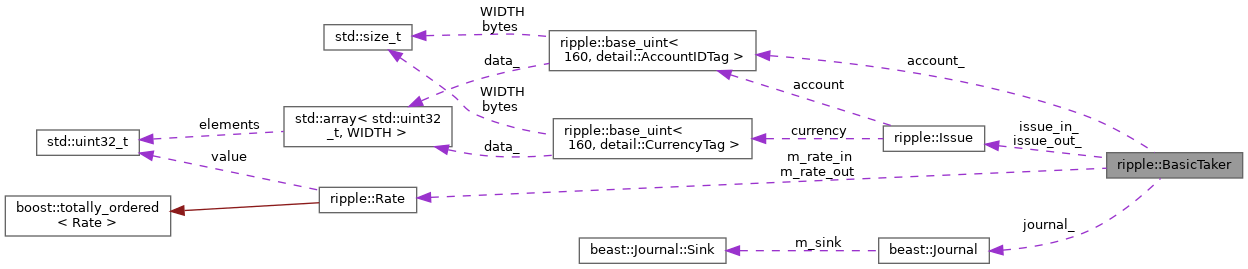 WIDTH
bytes
std::size_t
ripple::base_uint<
160, detail::AccountIDTag >
account_
data_
account
WIDTH
bytes
std::array< std::uint32
_t, WIDTH >
elements
std::uint32_t
ripple::base_uint<
160, detail::CurrencyTag >
data_
currency
ripple::Issue
issue_in_
issue_out_
ripple::BasicTaker
value
m_rate_in
m_rate_out
ripple::Rate
boost::totally_ordered
< Rate >
journal_
beast::Journal::Sink
m_sink
beast::Journal